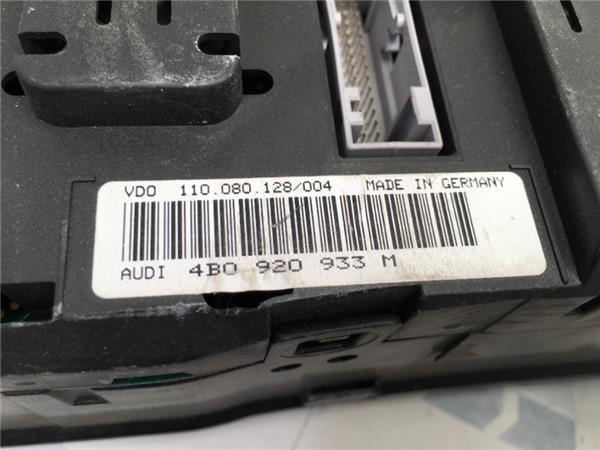 VDO 110.080.128/004 MADE IN GERMANY
AUDI 4B0 920 933 M